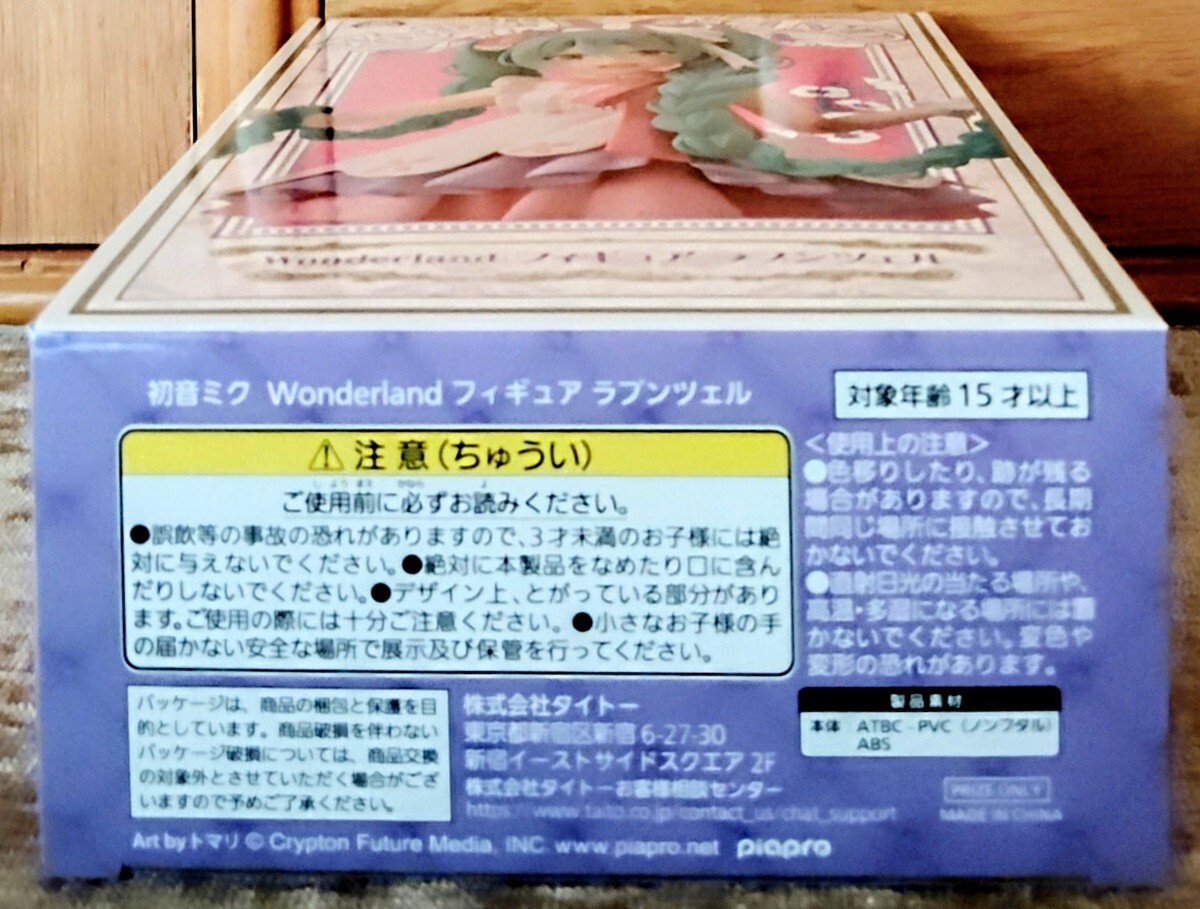 Wonderland フィギュア ラプンツェル
初音ミク Wonderland フィギュア ラプンツェル
対象年齢 15 才以上
⚠ 注 意 (ちゅうい)
しよう まえ かなら よ
ご使用前に必ずお読みください。
●誤飲等の事故の恐れがありますので、3才未満のお子様には絶
対に与えないでください。●絶対に本製品をなめたり口に含ん
だりしないでください。●デザイン上、とがっている部分があり
ます。ご使用の際には十分ご注意ください。●小さなお子様の手
の届かない安全な場所で展示及び保管を行ってください。
<使用上の注意>
●色移りしたり、跡が残る
場合がありますので、長期
間同じ場所に接触させてお
かないでください。
●直射日光の当たる場所や、
高温・多湿になる場所には置
かないでください。変色や
変形の恐れがあります。
パッケージは、商品の梱包と保護を目
的としています。商品破損を伴わない
パッケージ破損については、商品交換
の対象外とさせていただく場合がござ
いますので予めご了承ください。
株式会社タイトー
東京都新宿区新宿 6-27-30
新宿イーストサイドスクエア 2F
株式会社タイトーお客様相談センター
https://www.taito.co.jp/contact_us/chat_support
製品素材
本体 ATBC-PVC (ノンフタル)
ABS
PRIZE ONLY
MADE IN CHINA
Art by トマリ © Crypton Future Media, INC. www.piapro.net piapro